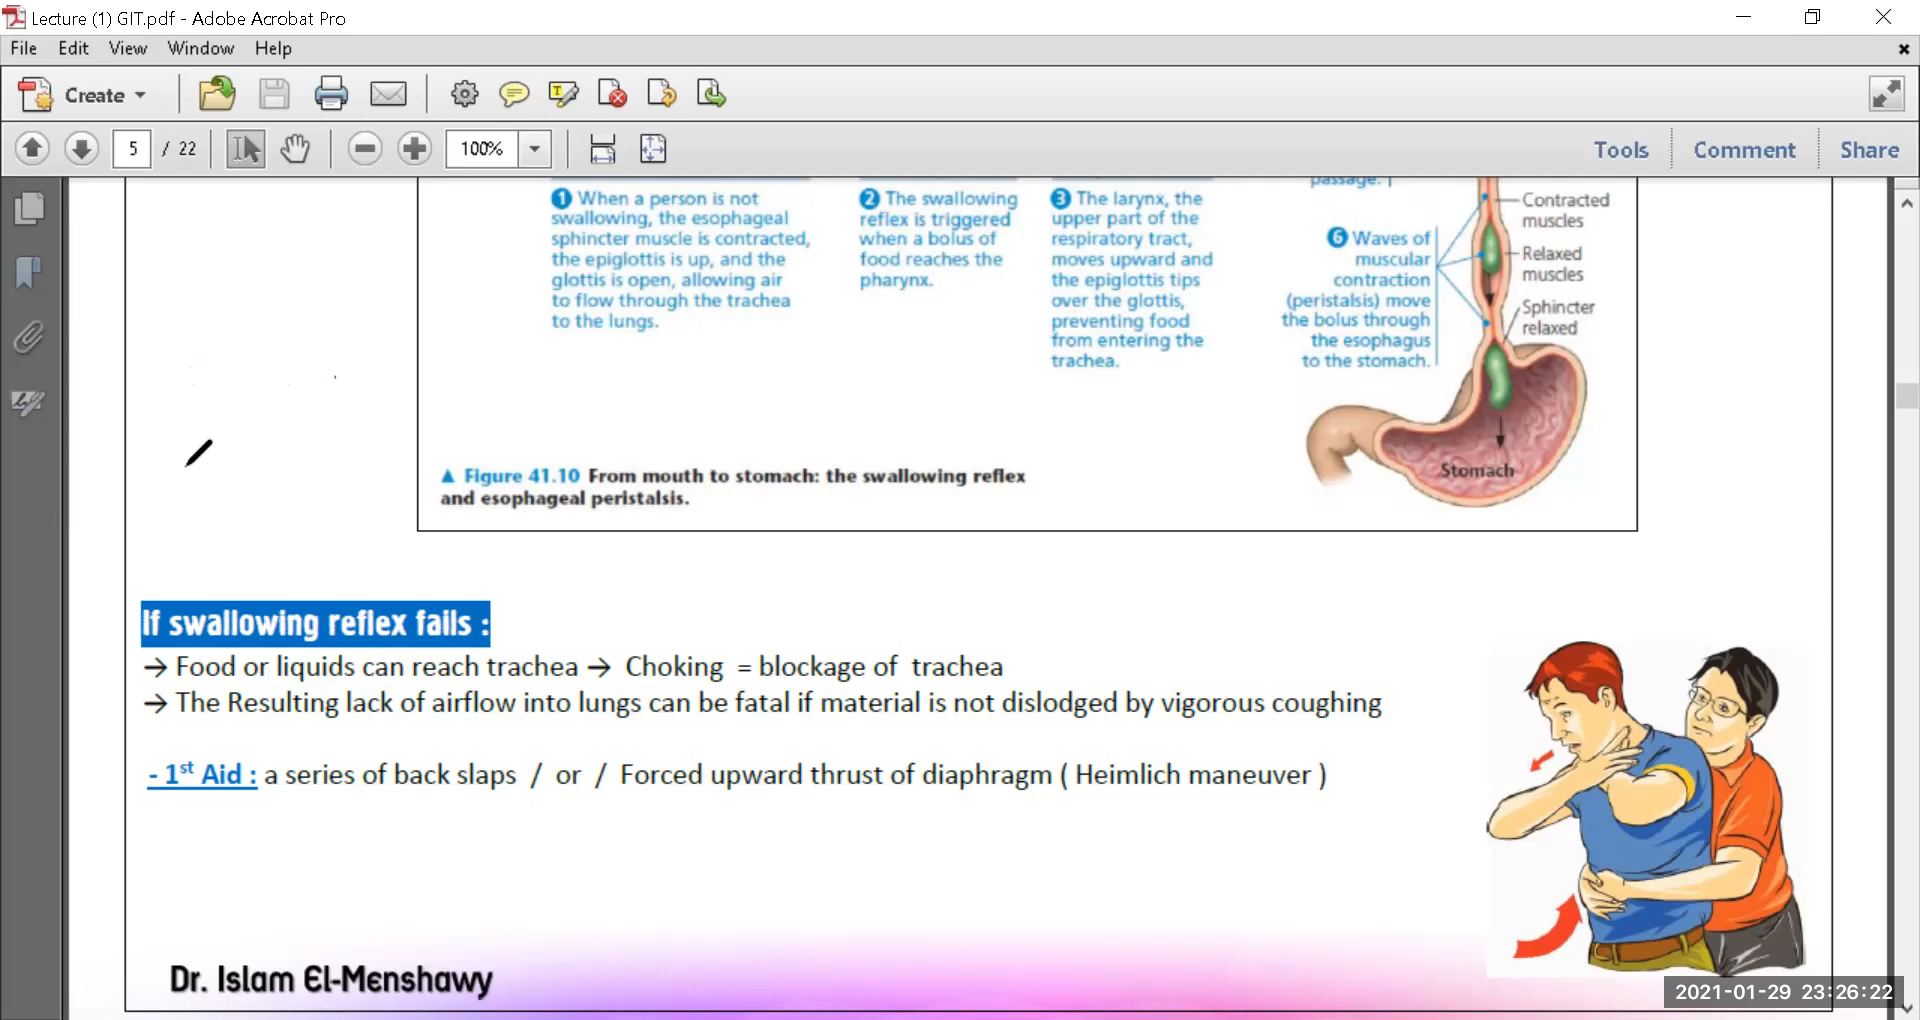 Lecture (1) GIT.pdf - Adobe Acrobat Pro
File Edit View Window Help
Create
5 / 22 100% Tools Comment Share
passage.
1 When a person is not
swallowing, the esophageal
sphincter muscle is contracted,
the epiglottis is up, and the
glottis is open, allowing air
to flow through the trachea
to the lungs.
2 The swallowing
reflex is triggered
when a bolus of
food reaches the
pharynx.
3 The larynx, the
upper part of the
respiratory tract,
moves upward and
the epiglottis tips
over the glottis,
preventing food
from entering the
trachea.
6 Waves of
muscular
contraction
(peristalsis) move
the bolus through
the esophagus
to the stomach.
Contracted
muscles
Relaxed
muscles
Sphincter
relaxed
Stomach
▲ Figure 41.10 From mouth to stomach: the swallowing reflex
and esophageal peristalsis.
If swallowing reflex fails :
→ Food or liquids can reach trachea → Choking = blockage of trachea
→ The Resulting lack of airflow into lungs can be fatal if material is not dislodged by vigorous coughing
- 1st Aid : a series of back slaps / or / Forced upward thrust of diaphragm ( Heimlich maneuver )
Dr. Islam El-Menshawy
2021-01-29 23:26:22